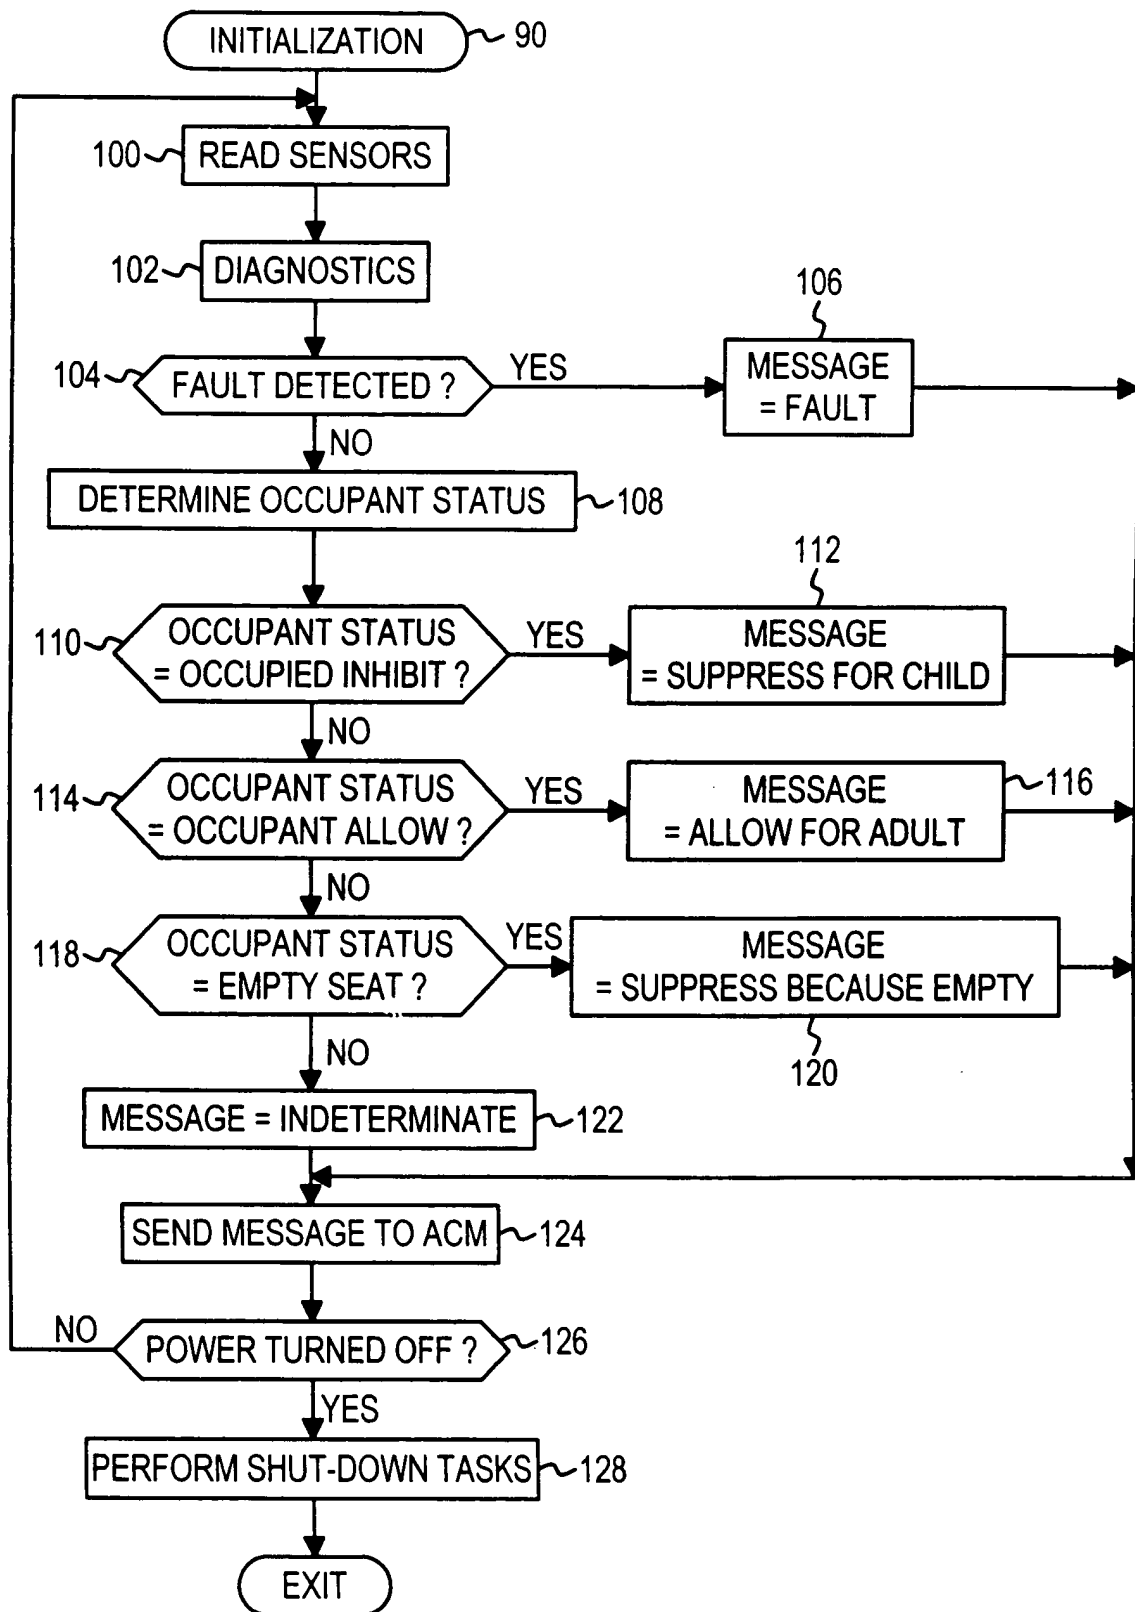 INITIALIZATION
90
100
READ SENSORS
102
DIAGNOSTICS
106
104
FAULT DETECTED ?
YES
MESSAGE
= FAULT
NO
DETERMINE OCCUPANT STATUS
108
112
110
OCCUPANT STATUS
= OCCUPIED INHIBIT ?
YES
MESSAGE
= SUPPRESS FOR CHILD
NO
114
OCCUPANT STATUS
= OCCUPANT ALLOW ?
YES
MESSAGE
= ALLOW FOR ADULT
116
NO
118
OCCUPANT STATUS
= EMPTY SEAT ?
YES
MESSAGE
= SUPPRESS BECAUSE EMPTY
120
NO
MESSAGE = INDETERMINATE
122
SEND MESSAGE TO ACM
124
NO
POWER TURNED OFF ?
126
YES
PERFORM SHUT-DOWN TASKS
128
EXIT